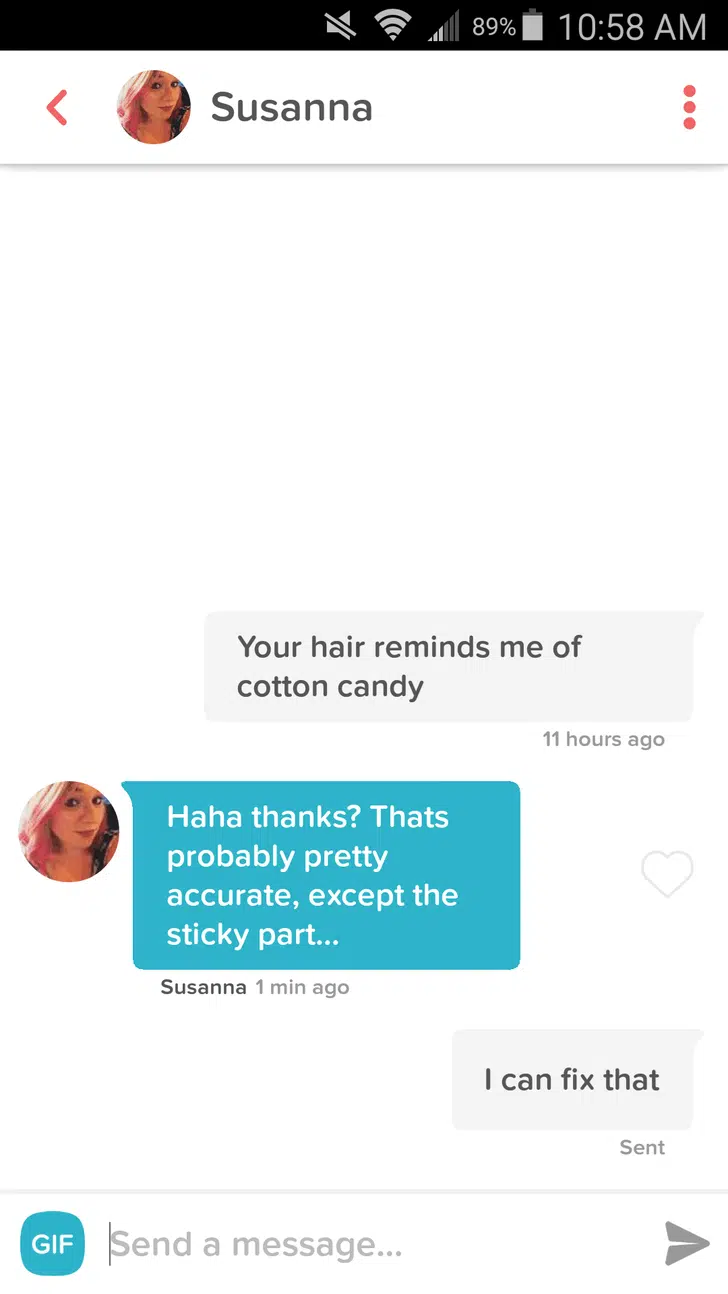 89% 10:58 AM
Susanna
Your hair reminds me of
cotton candy
11 hours ago
Haha thanks? Thats
probably pretty
accurate, except the
sticky part...
Susanna 1 min ago
I can fix that
Sent
GIF Send a message...